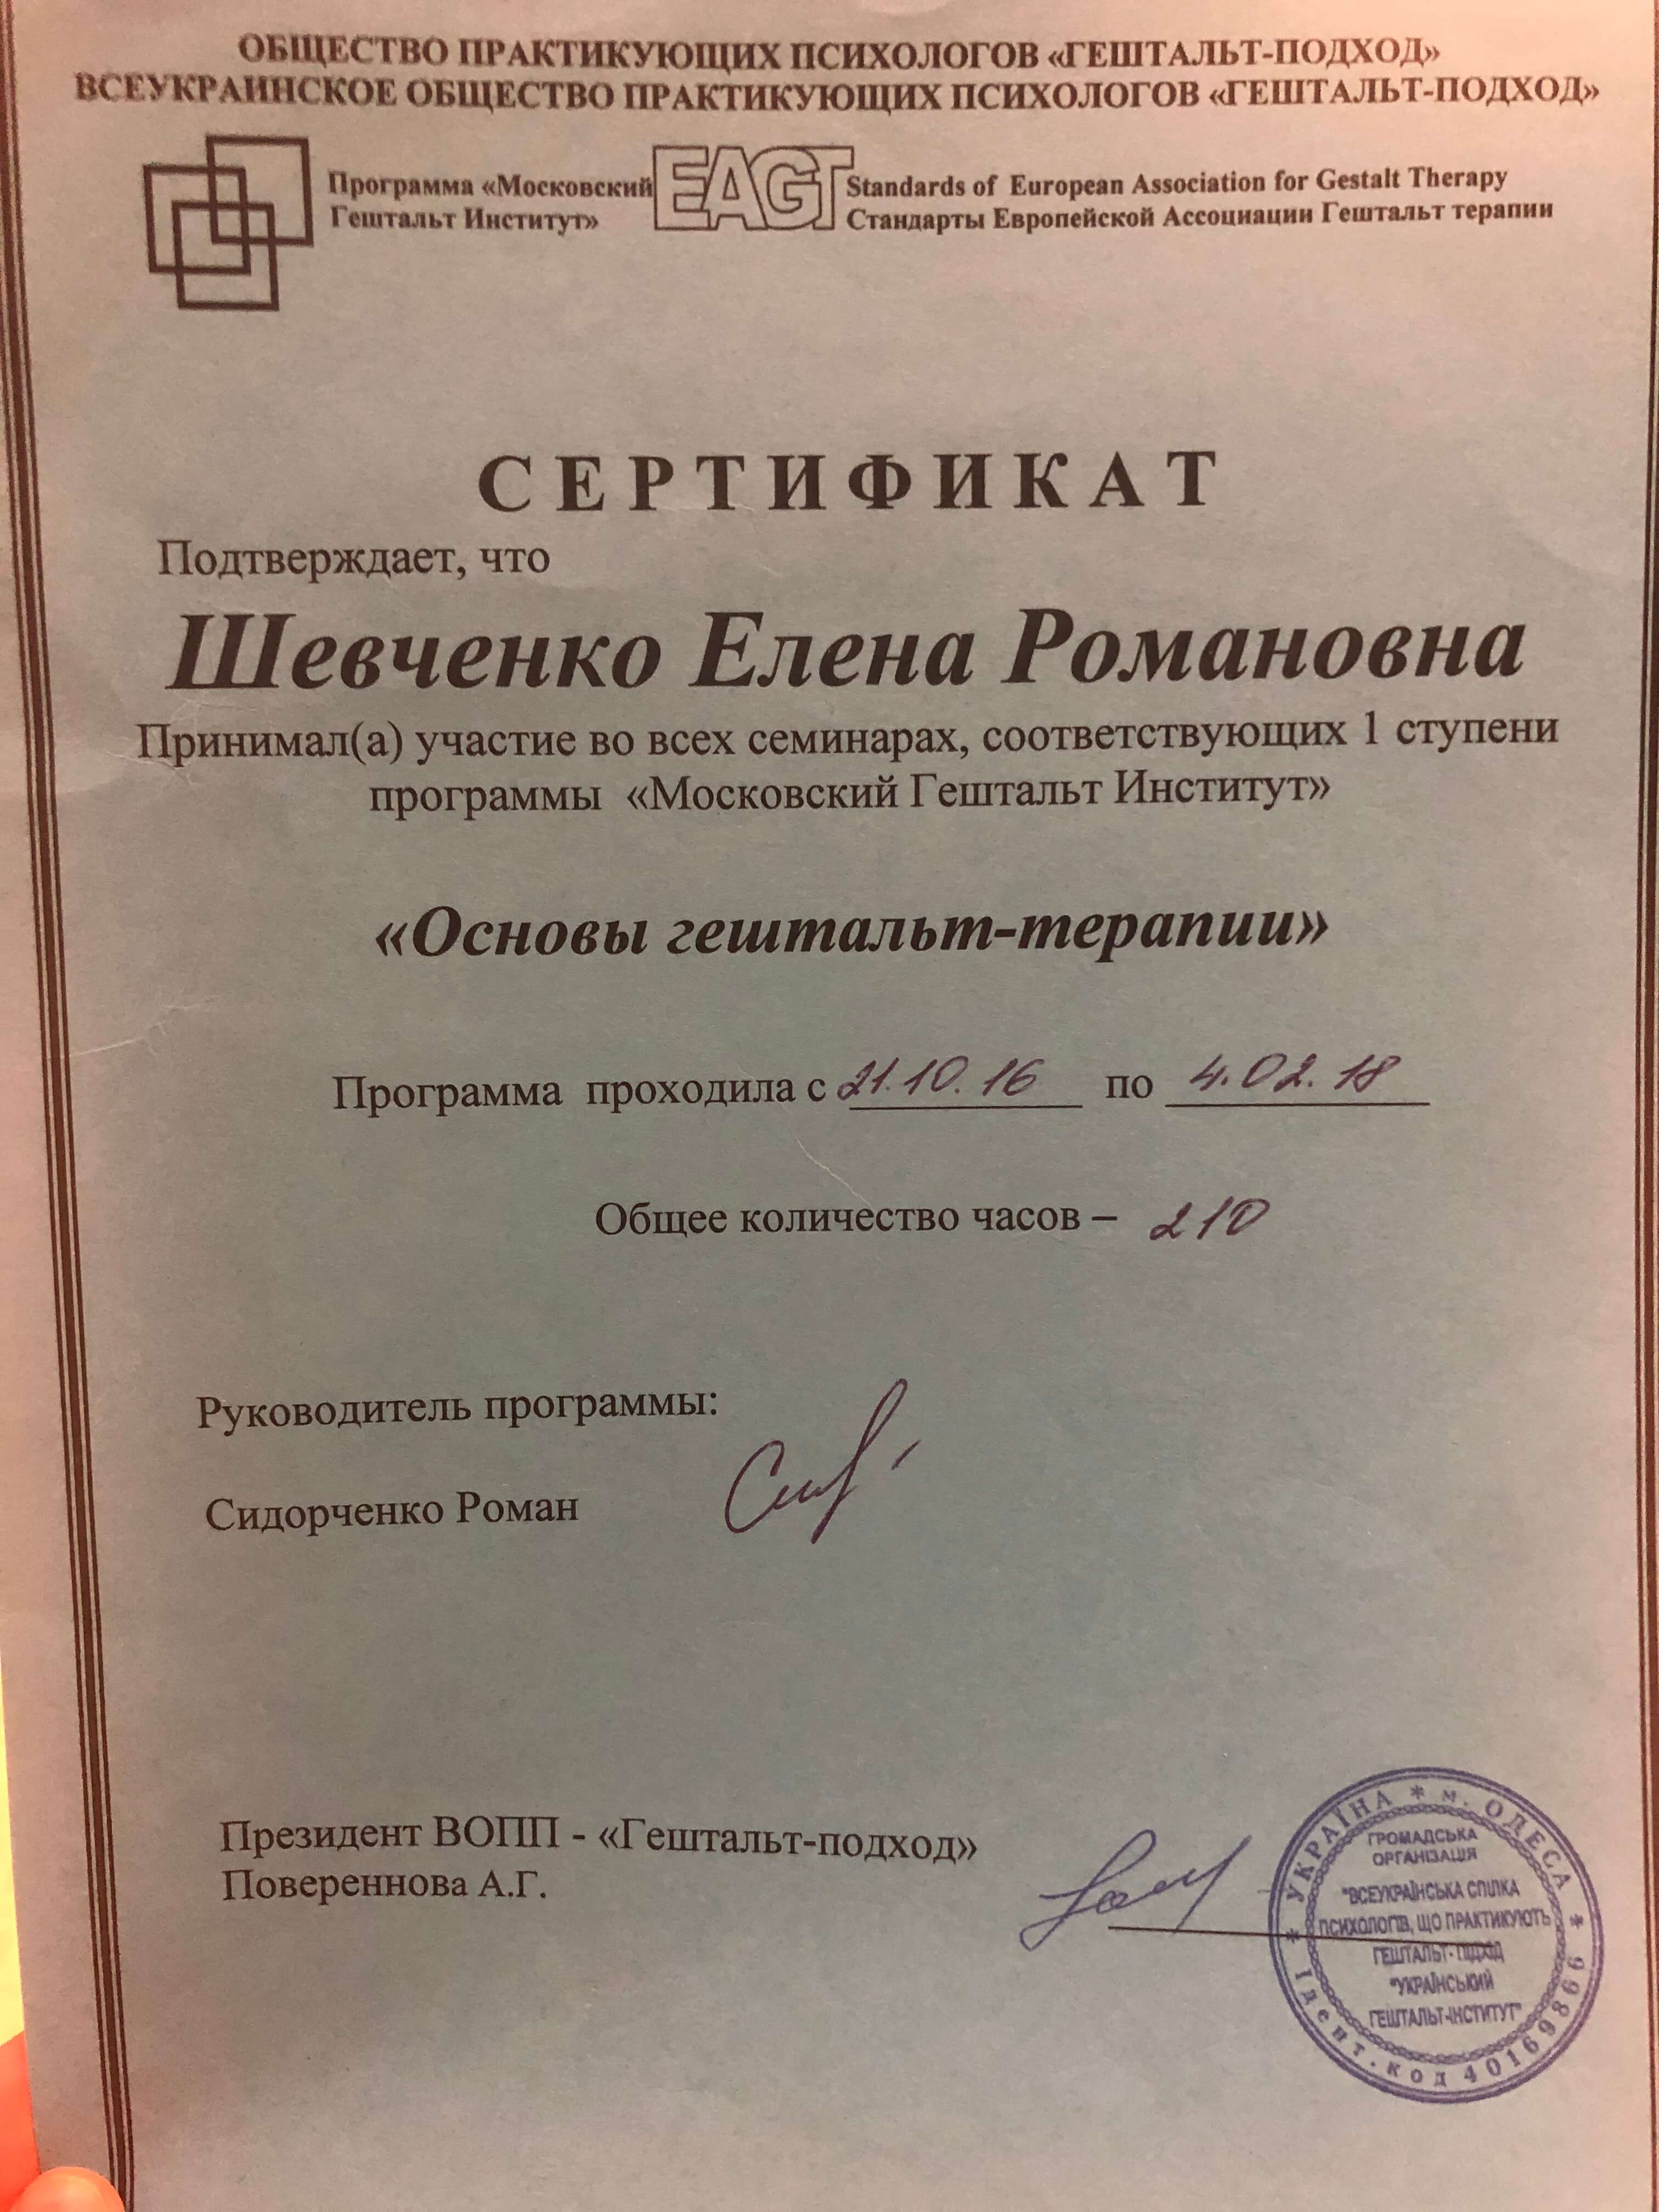 ОБЩЕСТВО ПРАКТИКУЮЩИХ ПСИХОЛОГОВ «ГЕШТАЛЬТ-ПОДХОД»
ВСЕУКРАИНСКОЕ ОБЩЕСТВО ПРАКТИКУЮЩИХ ПСИХОЛОГОВ «ГЕШТАЛЬТ-ПОДХОД»
Программа «Московский
Гештальт Институт»
EAGT
Standards of European Association for Gestalt Therapy
Стандарты Европейской Ассоциации Гештальт терапии
СЕРТИФИКАТ
Подтверждает, что
Шевченко Елена Романовна
Принимал(а) участие во всех семинарах, соответствующих 1 ступени
программы «Московский Гештальт Институт»
«Основы гештальт-терапии»
Программа проходила с 21.10.16 по 4.02.18
Общее количество часов – 210
Руководитель программы:
Сидорченко Роман
Президент ВОПП - «Гештальт-подход»
Повереннова А.Г.
* УКРАЇНА * м. ОДЕСА *
ГРОМАДСЬКА
ОРГАНІЗАЦІЯ
"ВСЕУКРАЇНСЬКА СПІЛКА
ПСИХОЛОГІВ, ЩО ПРАКТИКУЮТЬ
ГЕШТАЛЬТ- ПІДХІД
"УКРАЇНСЬКИЙ
ГЕШТАЛЬТ-ІНСТИТУТ"
Ідент.код 40169866